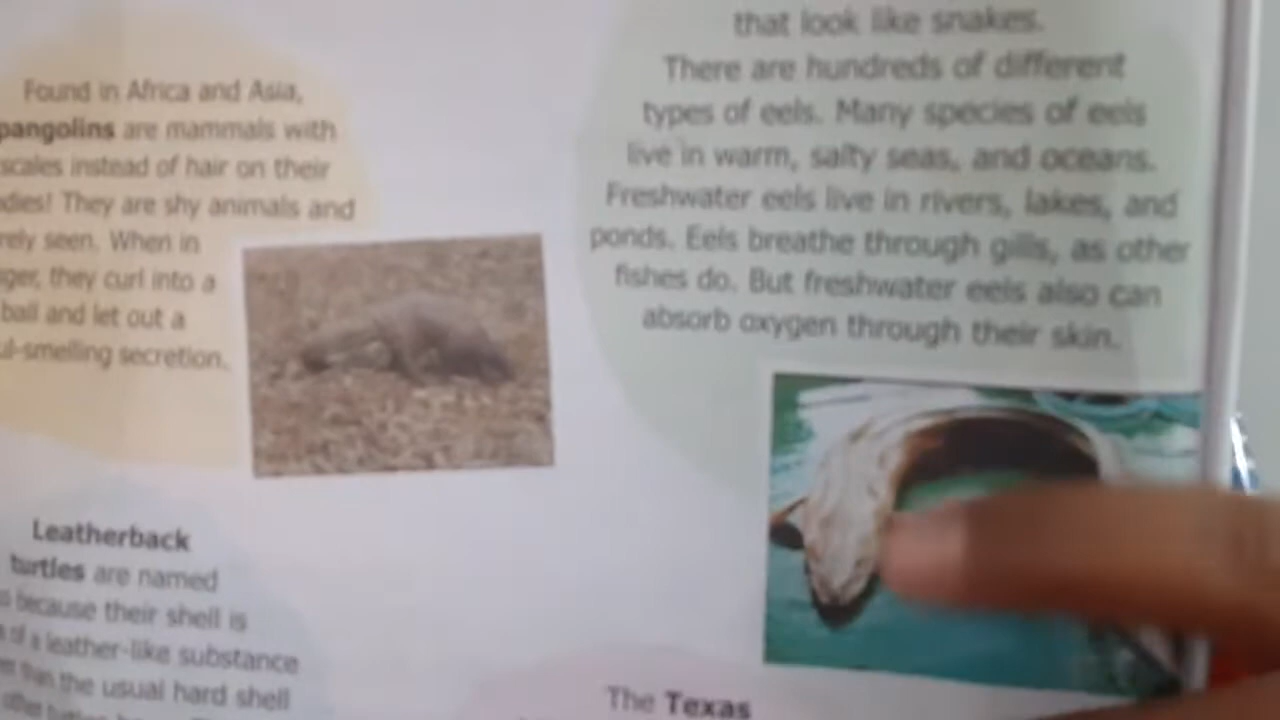 Found in Africa and Asia,
pangolins are mammals with
scales instead of hair on their
They are shy animals and
seen. When in
they curl into a
ball and let out a
smelling secretion.
Leatherback
turtles are named
because their shell is
a leather-like substance
than the usual hard shell
that look like snakes.
There are hundreds of different
types of eels. Many species of eels
live in warm, salty seas, and oceans.
Freshwater eels live in rivers, lakes, and
ponds. Eels breathe through gills, as other
fishes do. But freshwater eels also can
absorb oxygen through their skin.
The Texas